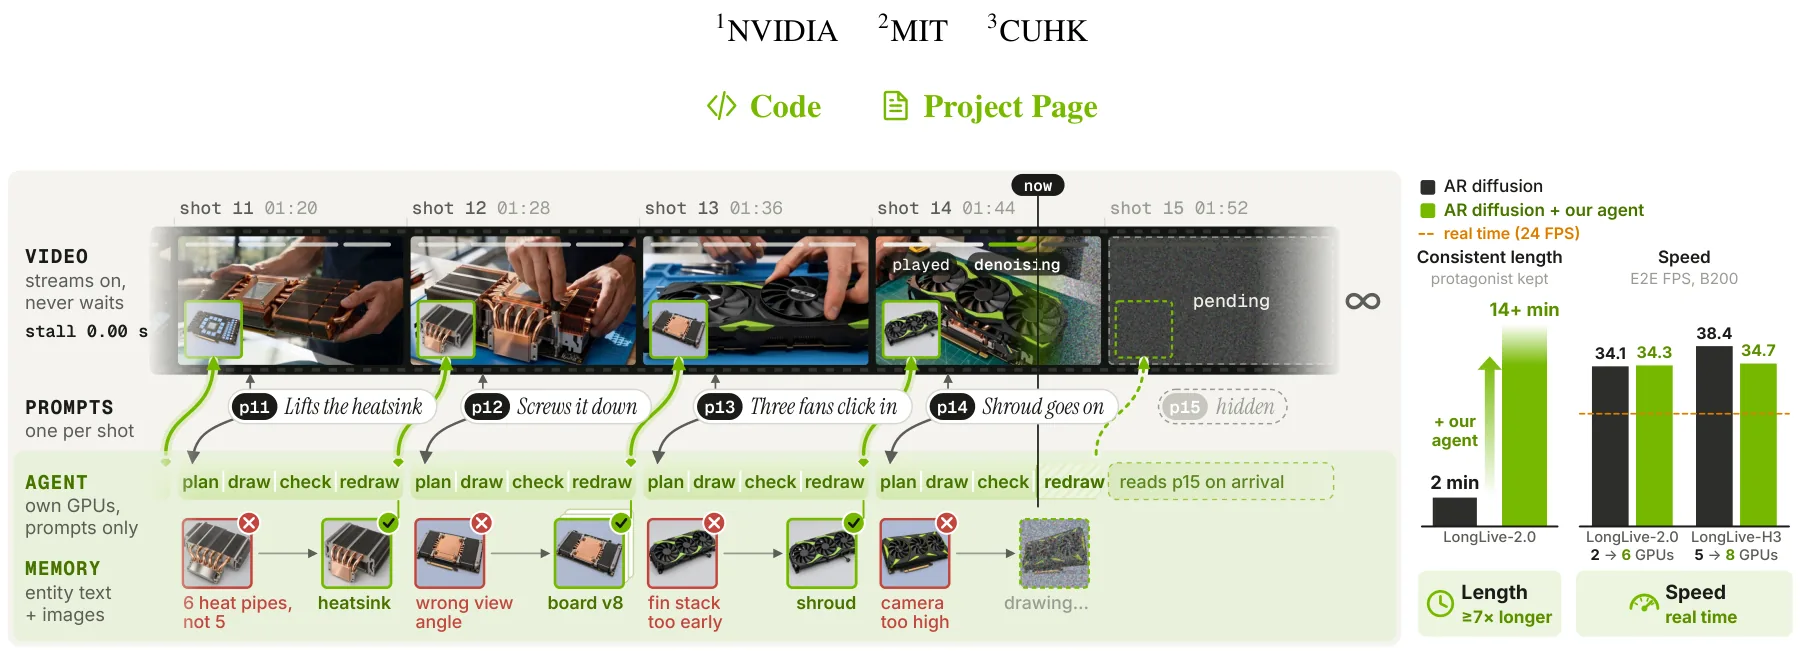 1NVIDIA 2MIT 3CUHK
</> Code Project Page
now
shot 11 01:20
shot 12 01:28
shot 13 01:36
shot 14 01:44
shot 15 01:52
VIDEO
streams on,
never waits
stall 0.00 s
played denoising
pending
∞
PROMPTS
one per shot
p11 Lifts the heatsink
p12 Screws it down
p13 Three fans click in
p14 Shroud goes on
p15 hidden
AGENT
own GPUs,
prompts only
plan draw check redraw
plan draw check redraw
plan draw check redraw
plan draw check redraw
reads p15 on arrival
MEMORY
entity text
+ images
6 heat pipes,
not 5
heatsink
wrong view
angle
board v8
fin stack
too early
shroud
camera
too high
drawing...
AR diffusion
AR diffusion + our agent
real time (24 FPS)
Consistent length
protagonist kept
14+ min
+ our
agent
2 min
LongLive-2.0
Speed
E2E FPS, B200
34.1 34.3
38.4 34.7
LongLive-2.0 LongLive-H3
2 → 6 GPUs 5 → 8 GPUs
Length
≥7× longer
Speed
real time